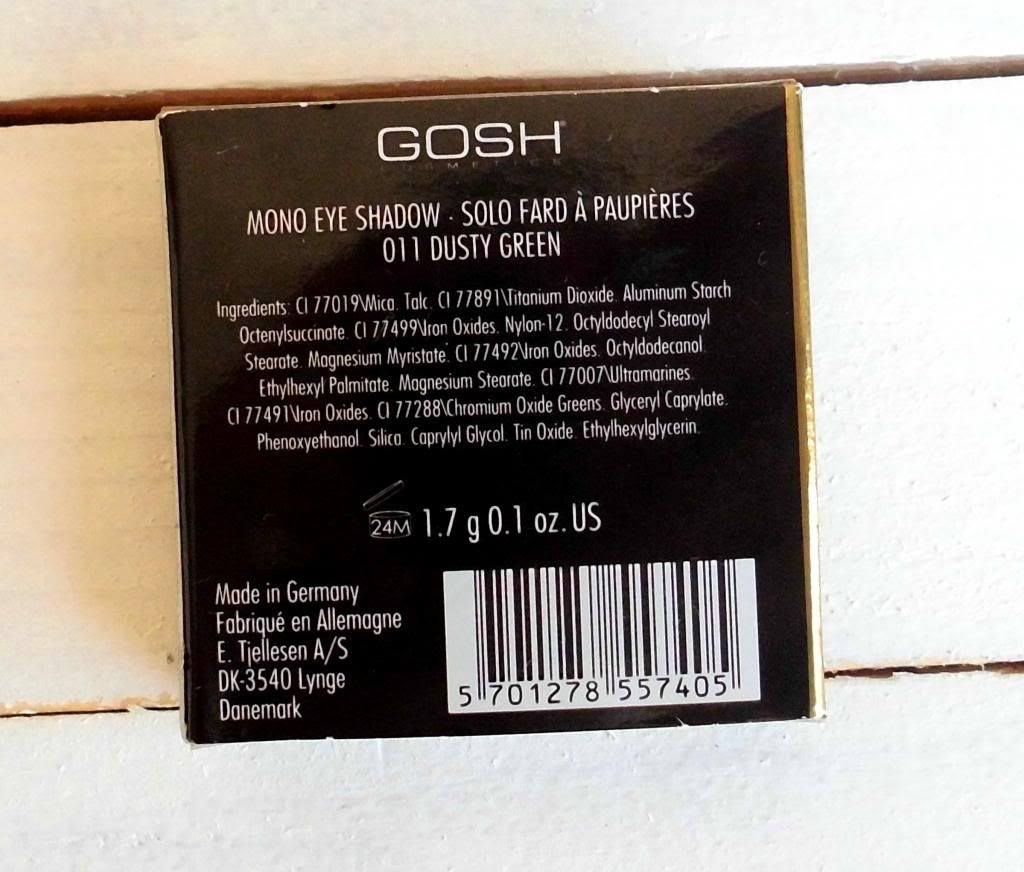 GOSH
COSMETICS
MONO EYE SHADOW · SOLO FARD À PAUPIÈRES
011 DUSTY GREEN
Ingredients: CI 77019\Mica. Talc. CI 77891\Titanium Dioxide. Aluminum Starch
Octenylsuccinate. CI 77499\Iron Oxides. Nylon-12. Octyldodecyl Stearoyl
Stearate. Magnesium Myristate. CI 77492\Iron Oxides. Octyldodecanol
Ethylhexyl Palmitate. Magnesium Stearate. CI 77007\Ultramarines.
CI 77491\Iron Oxides. CI 77288\Chromium Oxide Greens. Glyceryl Caprylate.
Phenoxyethanol. Silica. Caprylyl Glycol. Tin Oxide. Ethylhexylglycerin.
24M 1.7 g 0.1 oz. US
Made in Germany
Fabriqué en Allemagne
E. Tjellesen A/S
DK-3540 Lynge
Danemark
5 701278 557405